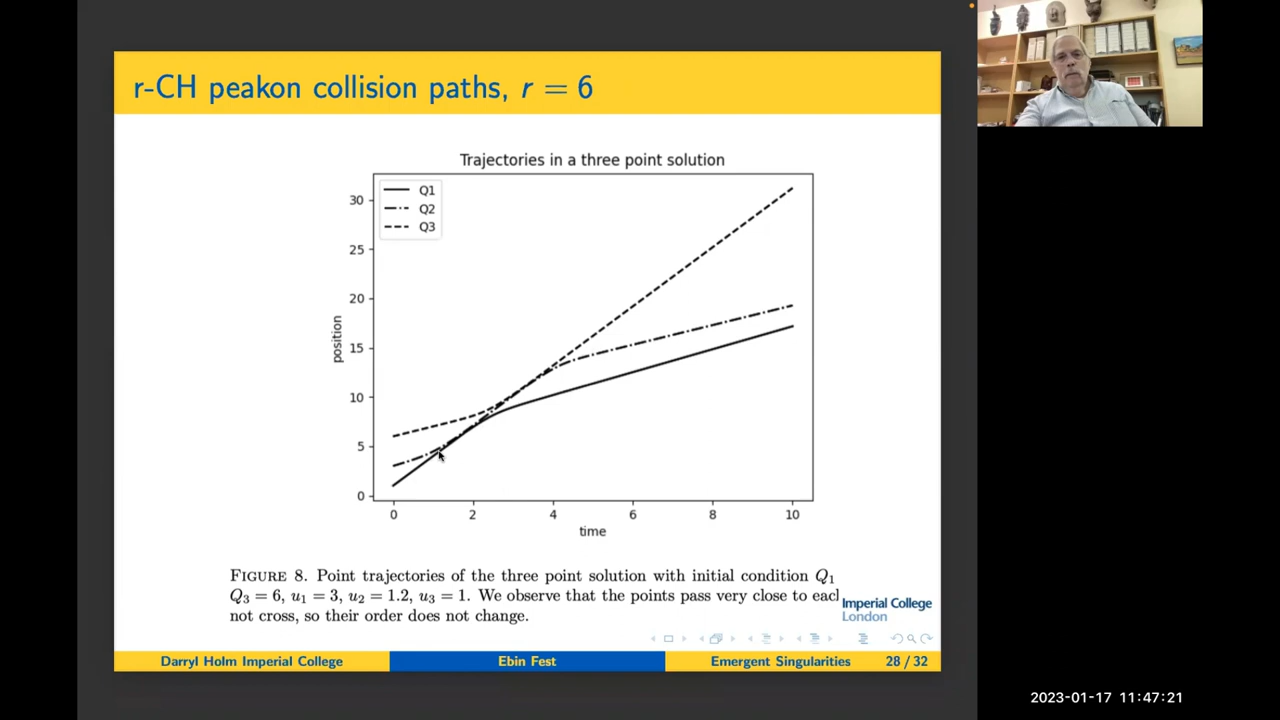 r-CH peakon collision paths, r = 6
Trajectories in a three point solution
Q1
Q2
Q3
30
25
20
15
10
5
0
position
0 2 4 6 8 10
time
FIGURE 8. Point trajectories of the three point solution with initial condition Q1
Q3 = 6, u1 = 3, u2 = 1.2, u3 = 1. We observe that the points pass very close to eacl
not cross, so their order does not change.
Imperial College
London
Darryl Holm Imperial College
Ebin Fest
Emergent Singularities
28 / 32
2023-01-17 11:47:21